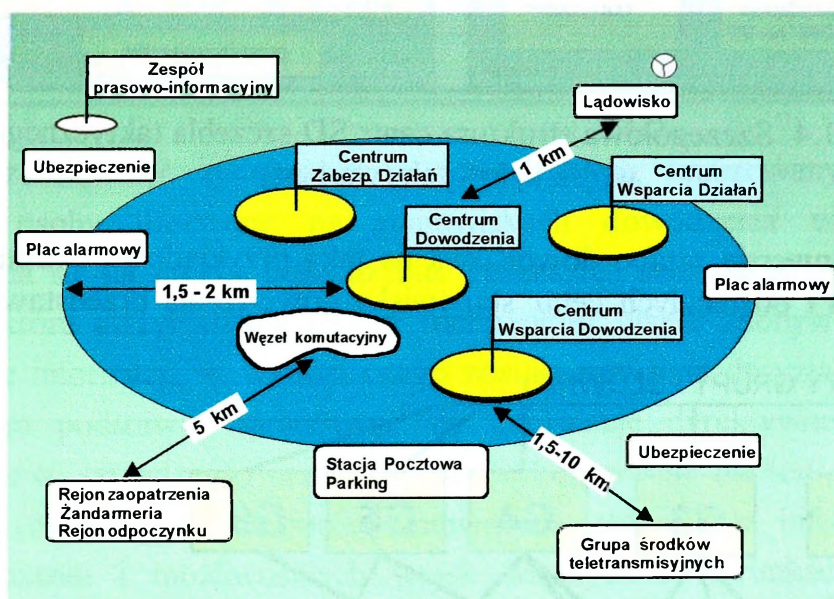 Zespół
prasowo-informacyjny
Lądowisko
Ubezpieczenie
Centrum
Zabezp. Działań
1 km
Centrum
Wsparcia Działań
Centrum
Dowodzenia
Plac alarmowy
1,5 - 2 km
Plac alarmowy
Centrum
Wsparcia Dowodzenia
Węzeł komutacyjny
5 km
1,5-10 km
Ubezpieczenie
Stacja Pocztowa
Parking
Rejon zaopatrzenia
Żandarmeria
Rejon odpoczynku
Grupa środków
teletransmisyjnych